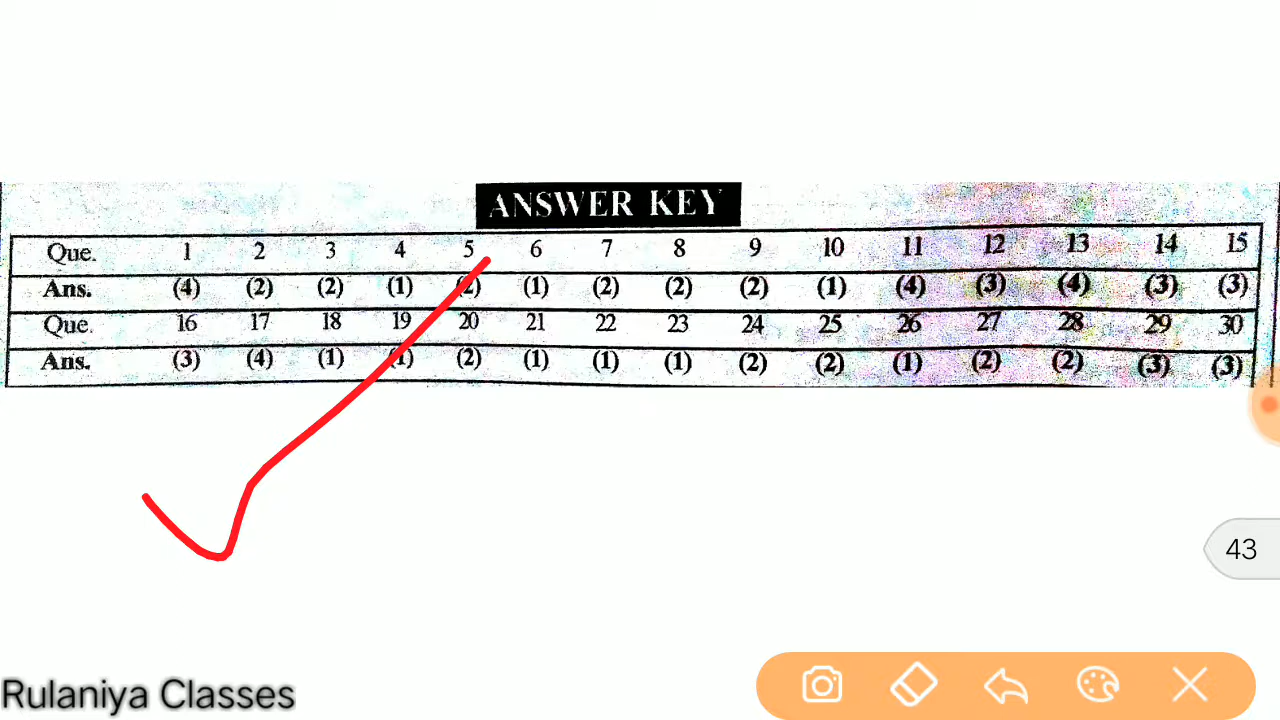 ANSWER KEY
Que. 1 2 3 4 5 6 7 8 9 10 11 12 13 14 15
Ans. (4) (2) (2) (1) (2) (1) (2) (2) (2) (1) (4) (3) (4) (3) (3)
Que. 16 17 18 19 20 21 22 23 24 25 26 27 28 29 30
Ans. (3) (4) (1) (1) (2) (1) (1) (1) (2) (2) (1) (2) (2) (3) (3)
43
Rulaniya Classes